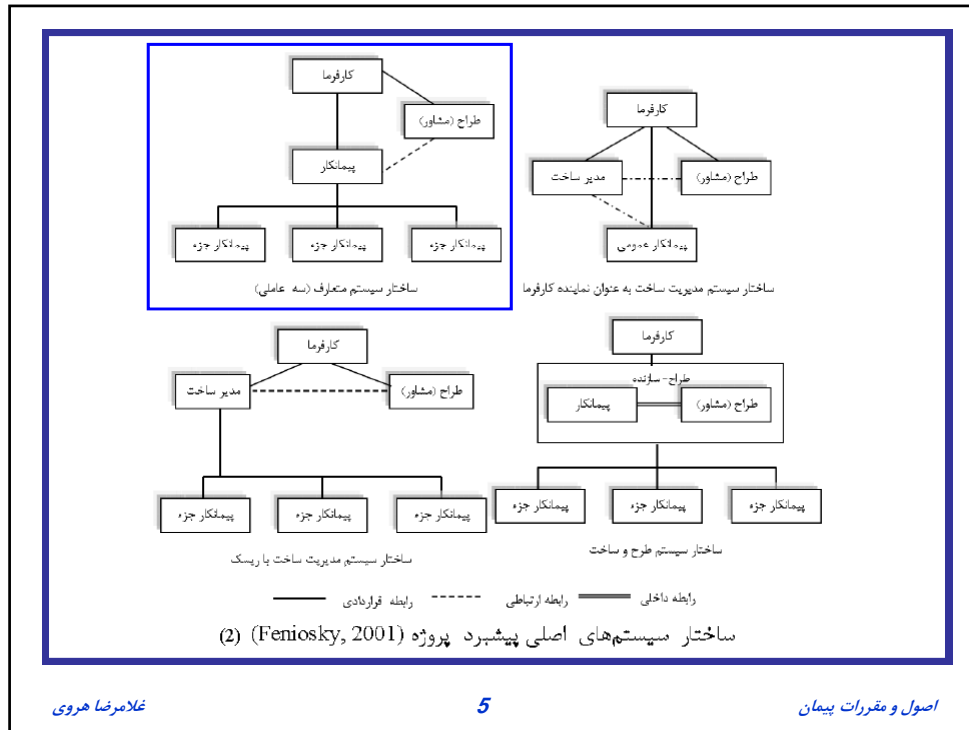 کارفرما
طراح (مشاور)
پیمانکار
پیمانکار جزء
پیمانکار جزء
پیمانکار جزء
ساختار سیستم متعارف (سه عاملی)
کارفرما
مدیر ساخت
طراح (مشاور)
پیمانکار عمومی
ساختار سیستم مدیریت ساخت به عنوان نماینده کارفرما
کارفرما
مدیر ساخت
طراح (مشاور)
پیمانکار جزء
پیمانکار جزء
پیمانکار جزء
ساختار سیستم مدیریت ساخت با ریسک
کارفرما
طراح-سازنده
طراح (مشاور)
پیمانکار
پیمانکار جزء
پیمانکار جزء
پیمانکار جزء
ساختار سیستم طرح و ساخت
رابطه داخلی
رابطه ارتباطی
رابطه قراردادی
ساختار سیستم‌های اصلی پیشبرد پروژه (Feniosky, 2001) (2)
اصول و مقررات پیمان
5
غلامرضا هروی